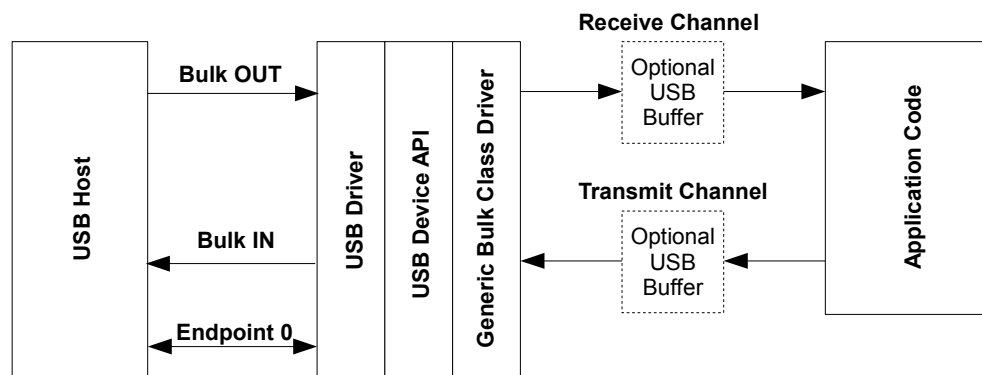 Receive Channel
Bulk OUT
Optional
USB
Buffer
USB Host
USB Driver
USB Device API
Generic Bulk Class Driver
Application Code
Transmit Channel
Bulk IN
Optional
USB
Buffer
Endpoint 0